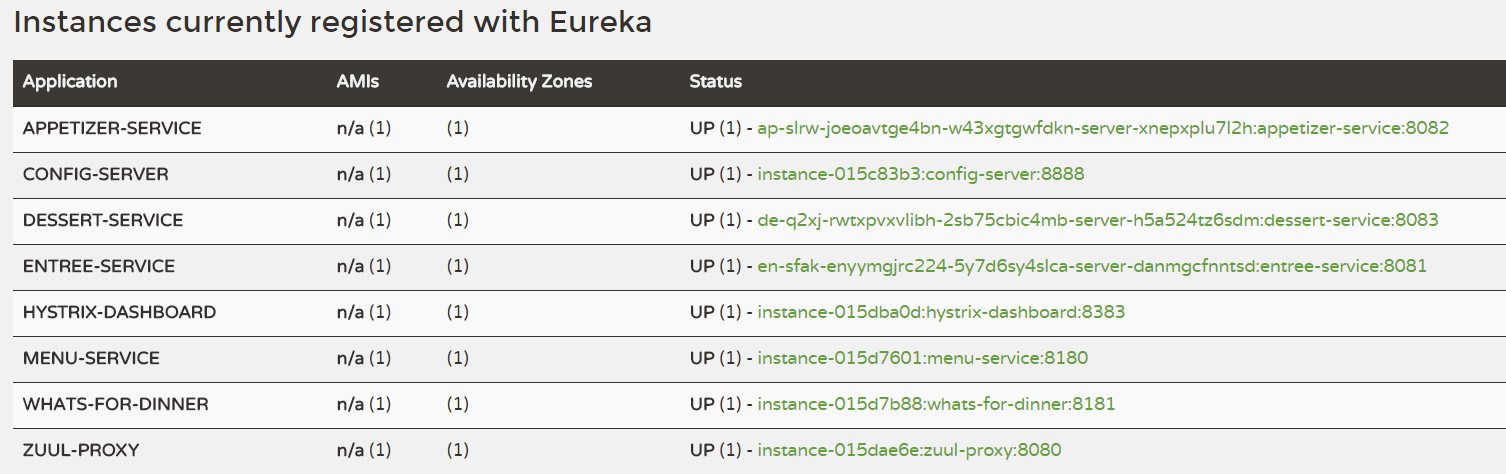 Instances currently registered with Eureka
Application AMIs Availability Zones Status
APPETIZER-SERVICE n/a (1) (1) UP (1) - ap-slrw-joeoavtge4bn-w43xgtgwfdkn-server-xnepxplu7l2h:appetizer-service:8082
CONFIG-SERVER n/a (1) (1) UP (1) - instance-015c83b3:config-server:8888
DESSERT-SERVICE n/a (1) (1) UP (1) - de-q2xj-rwtxpvxvlibh-2sb75cbic4mb-server-h5a524tz6sdm:dessert-service:8083
ENTREE-SERVICE n/a (1) (1) UP (1) - en-sfak-enyymgjrc224-5y7d6sy4slca-server-danmgcfnntsd:entree-service:8081
HYSTRIX-DASHBOARD n/a (1) (1) UP (1) - instance-015dba0d:hystrix-dashboard:8383
MENU-SERVICE n/a (1) (1) UP (1) - instance-015d7601:menu-service:8180
WHATS-FOR-DINNER n/a (1) (1) UP (1) - instance-015d7b88:whats-for-dinner:8181
ZUUL-PROXY n/a (1) (1) UP (1) - instance-015dae6e:zuul-proxy:8080